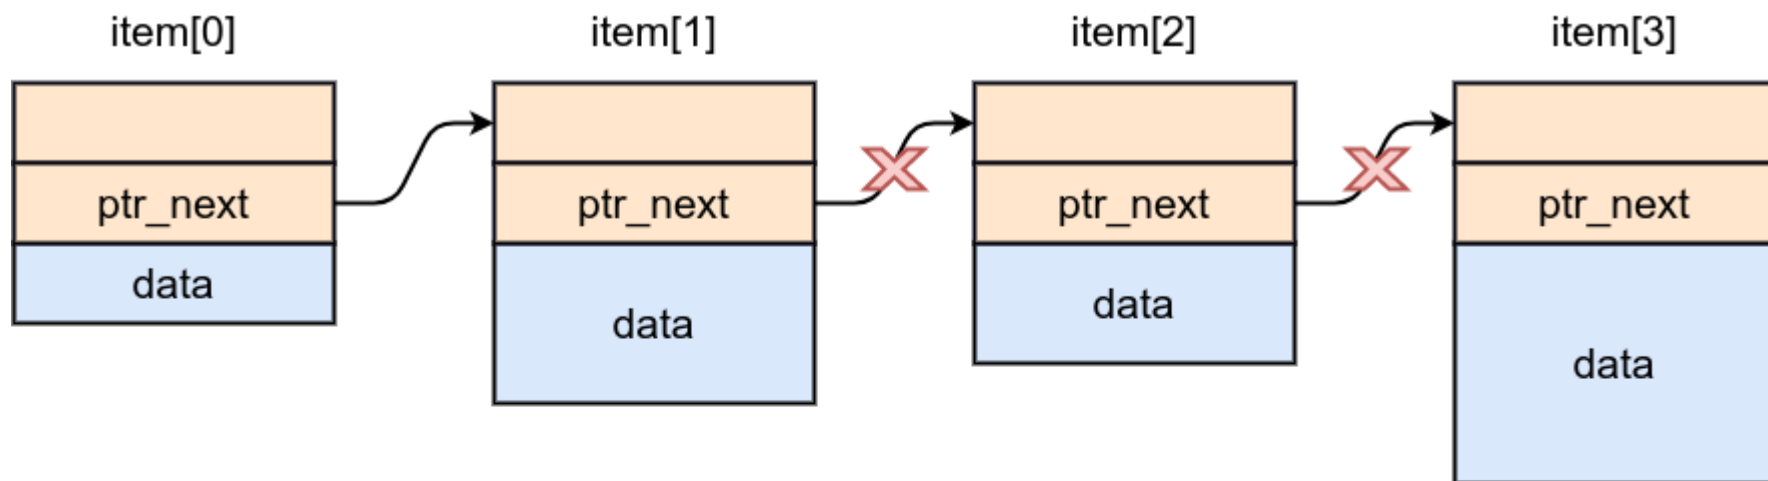 item[0]
item[1]
item[2]
item[3]
ptr_next
ptr_next
ptr_next
ptr_next
data
data
data
data